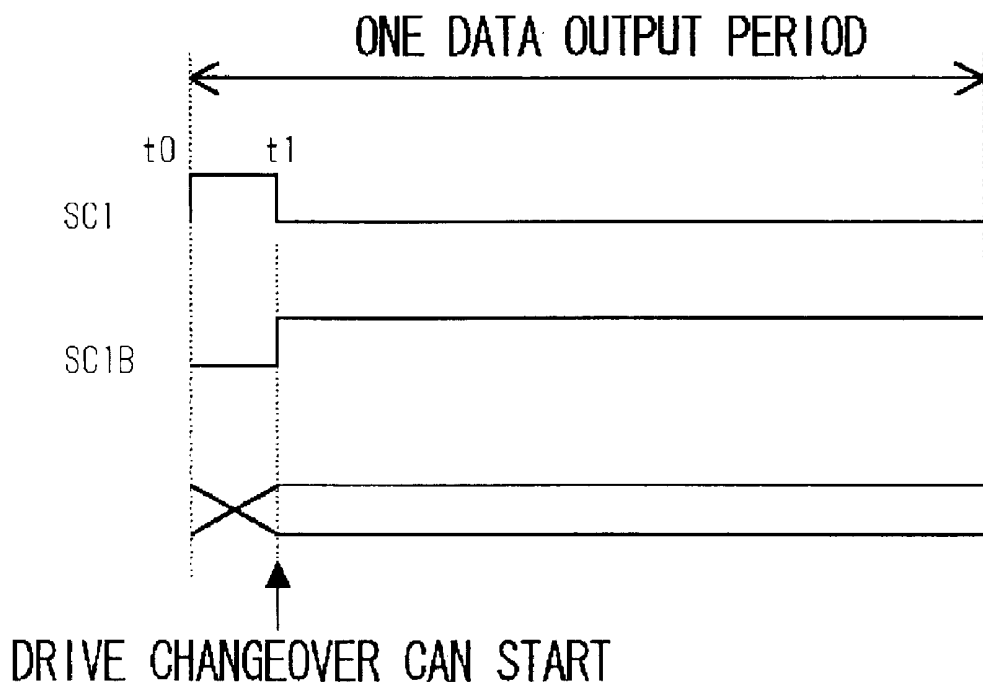 ONE DATA OUTPUT PERIOD
t0
t1
SC1
SC1B
DRIVE CHANGEOVER CAN START